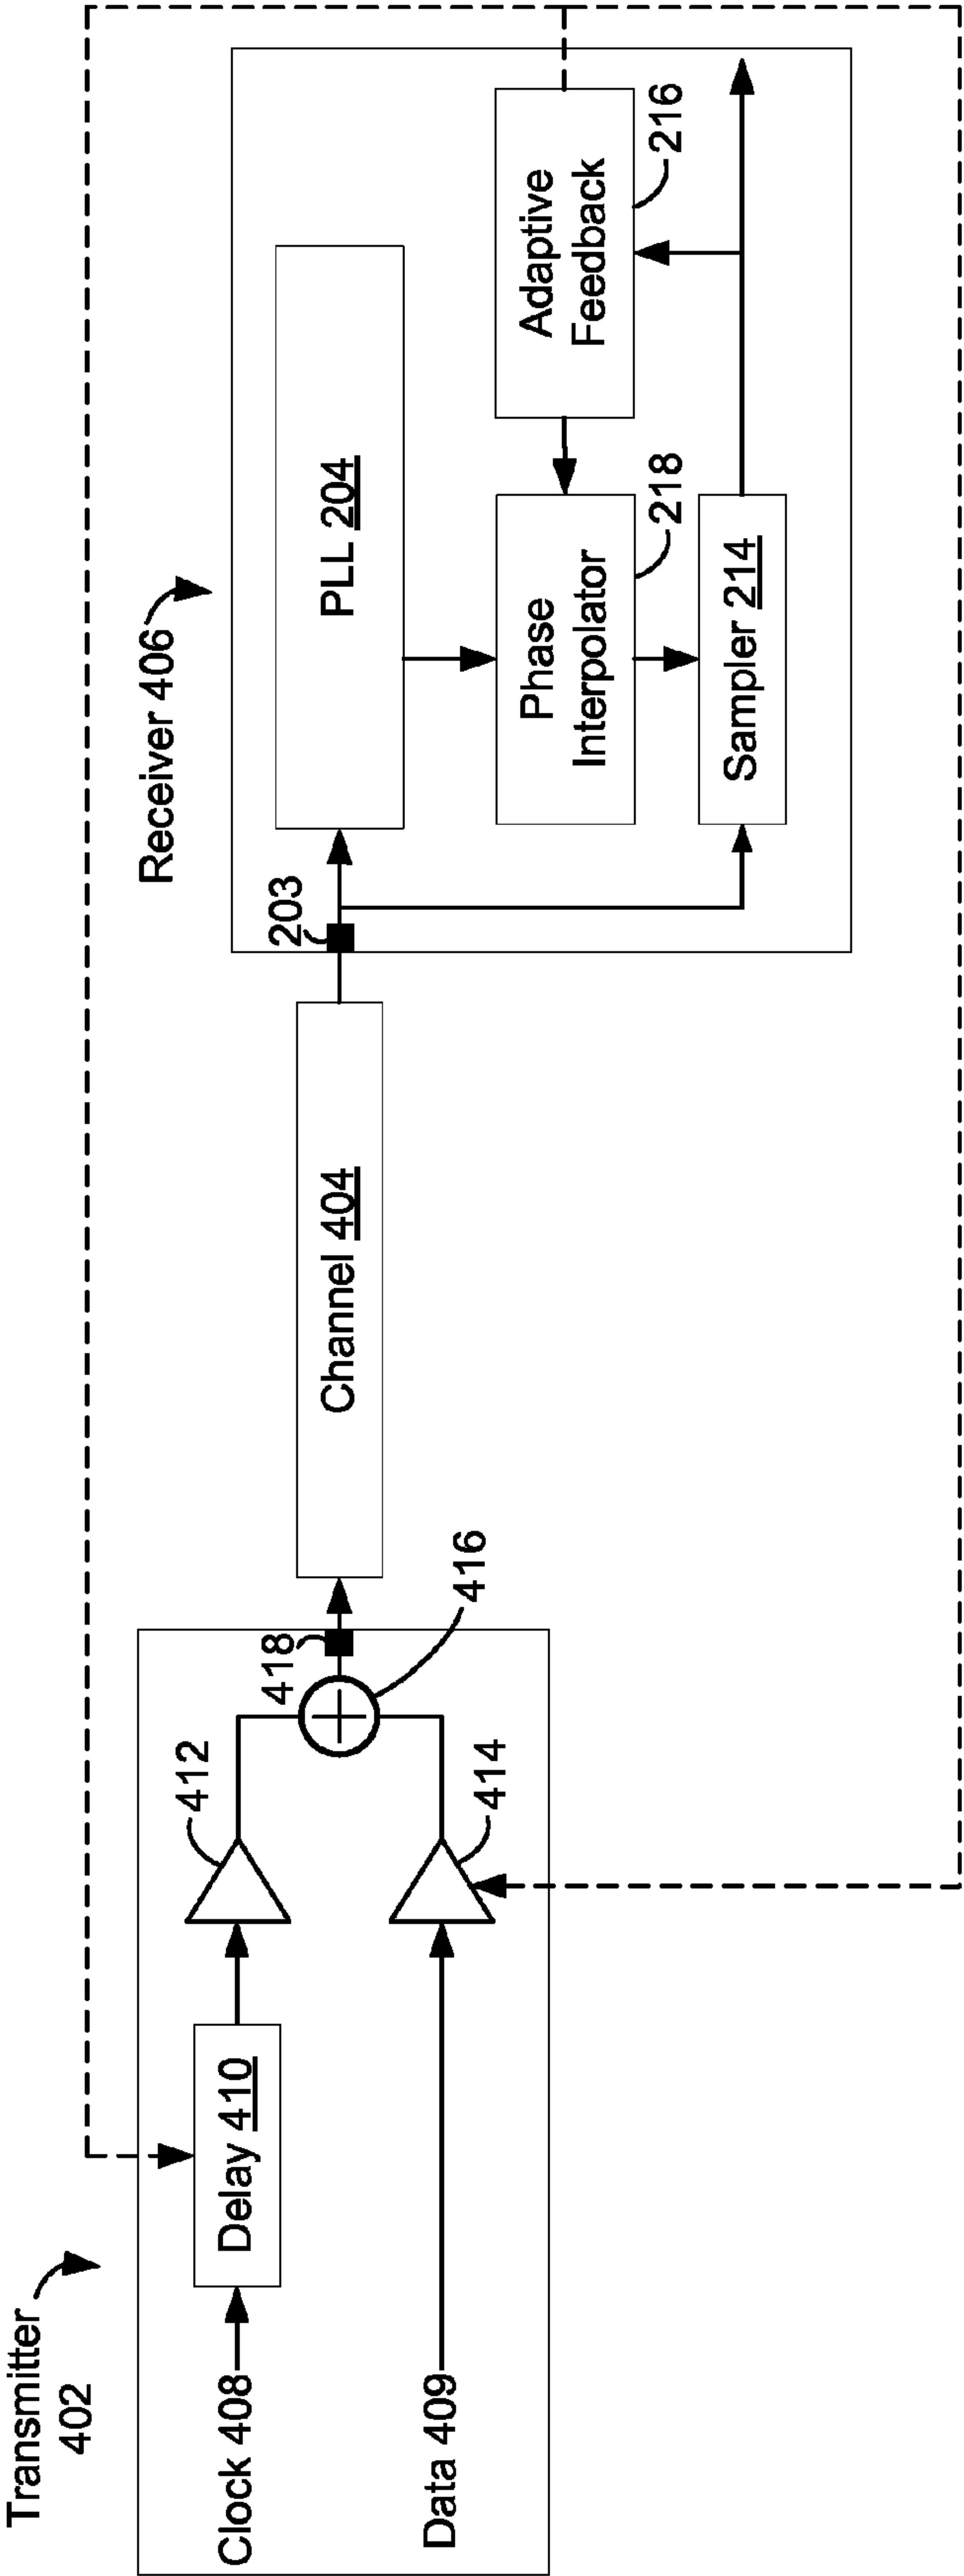 Transmitter
402
Clock 408
Delay 410
412
Data 409
414
418
416
Channel 404
Receiver 406
203
PLL 204
Phase
Interpolator
218
Adaptive
Feedback
216
Sampler 214